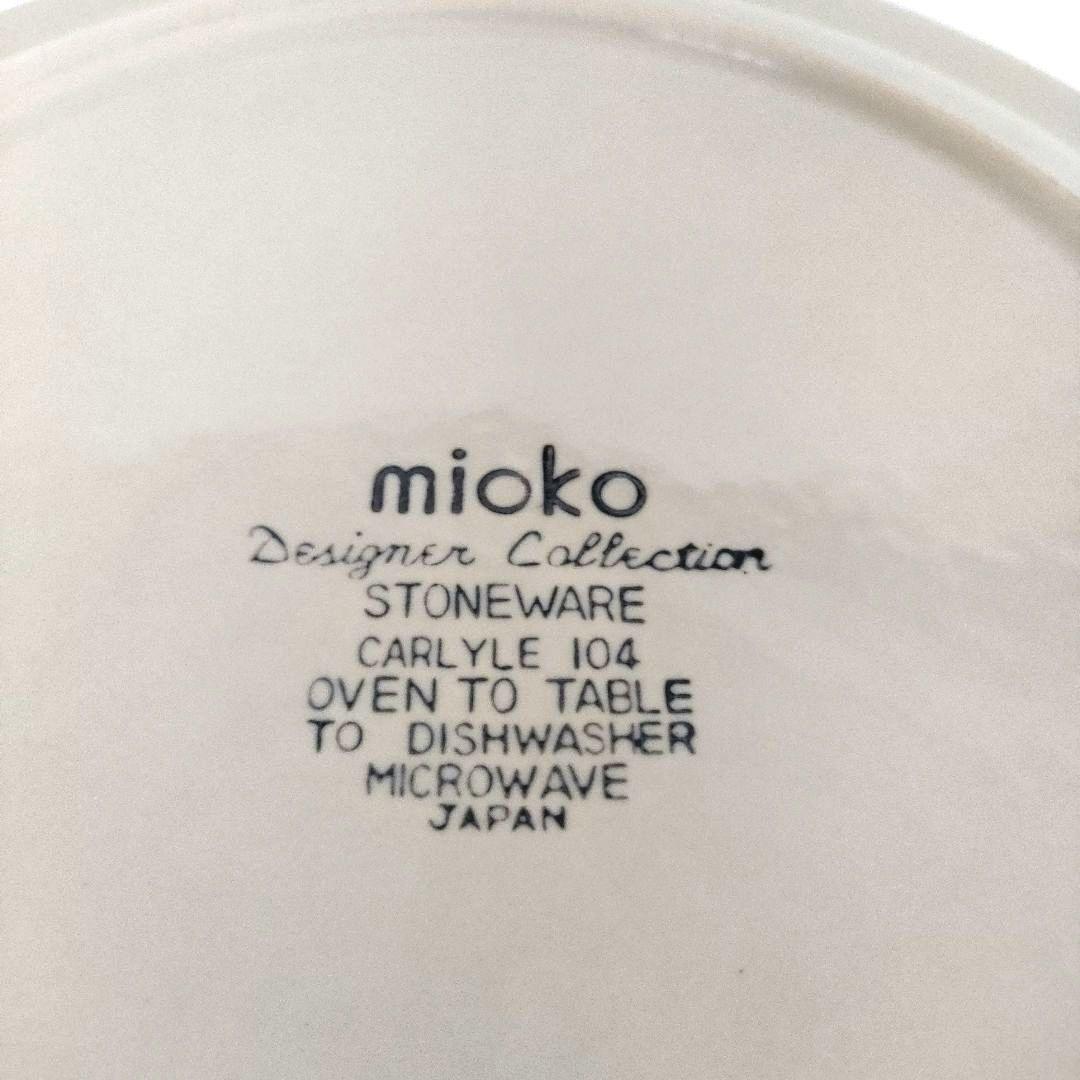 mioko
Designer Collection
STONEWARE
CARLYLE 104
OVEN TO TABLE
TO DISHWASHER
MICROWAVE
JAPAN